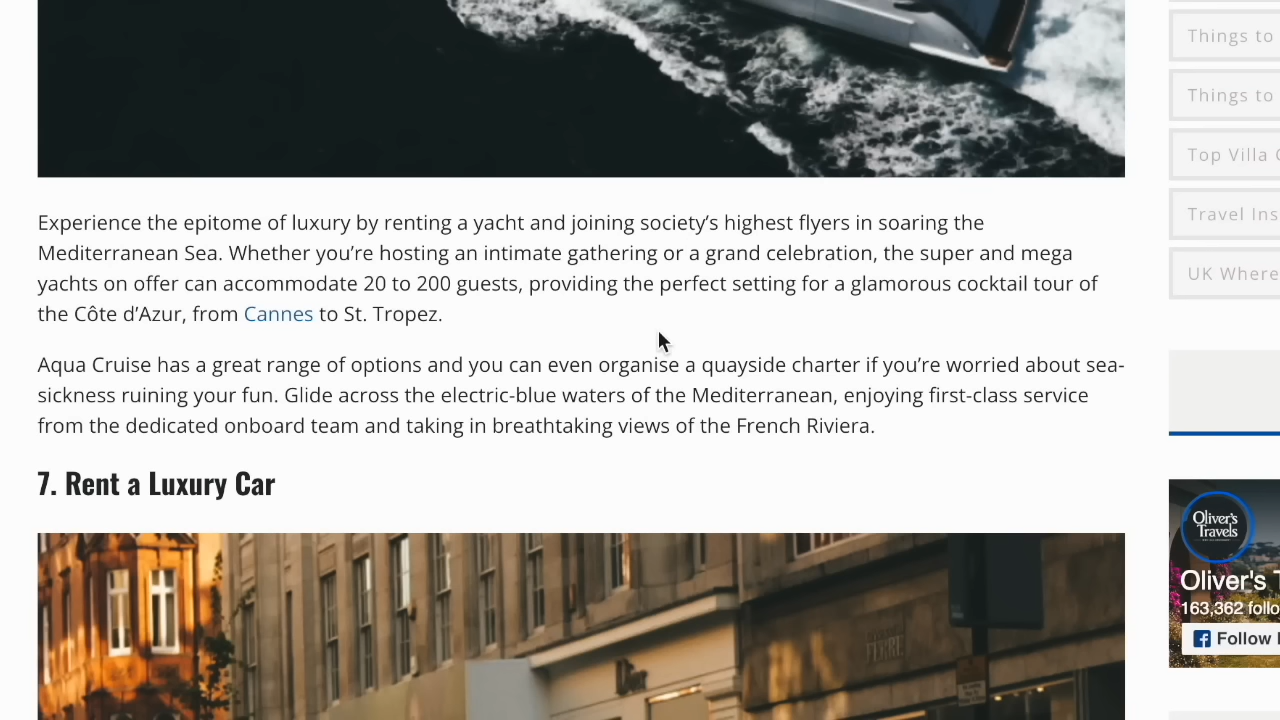 Things to
Things to
Top Villa
Travel Ins
UK Where
Experience the epitome of luxury by renting a yacht and joining society’s highest flyers in soaring the
Mediterranean Sea. Whether you’re hosting an intimate gathering or a grand celebration, the super and mega
yachts on offer can accommodate 20 to 200 guests, providing the perfect setting for a glamorous cocktail tour of
the Côte d’Azur, from Cannes to St. Tropez.
Aqua Cruise has a great range of options and you can even organise a quayside charter if you’re worried about sea-
sickness ruining your fun. Glide across the electric-blue waters of the Mediterranean, enjoying first-class service
from the dedicated onboard team and taking in breathtaking views of the French Riviera.
7. Rent a Luxury Car
Oliver's
Travels
Oliver's T
163,362 follo
Follow
Dior